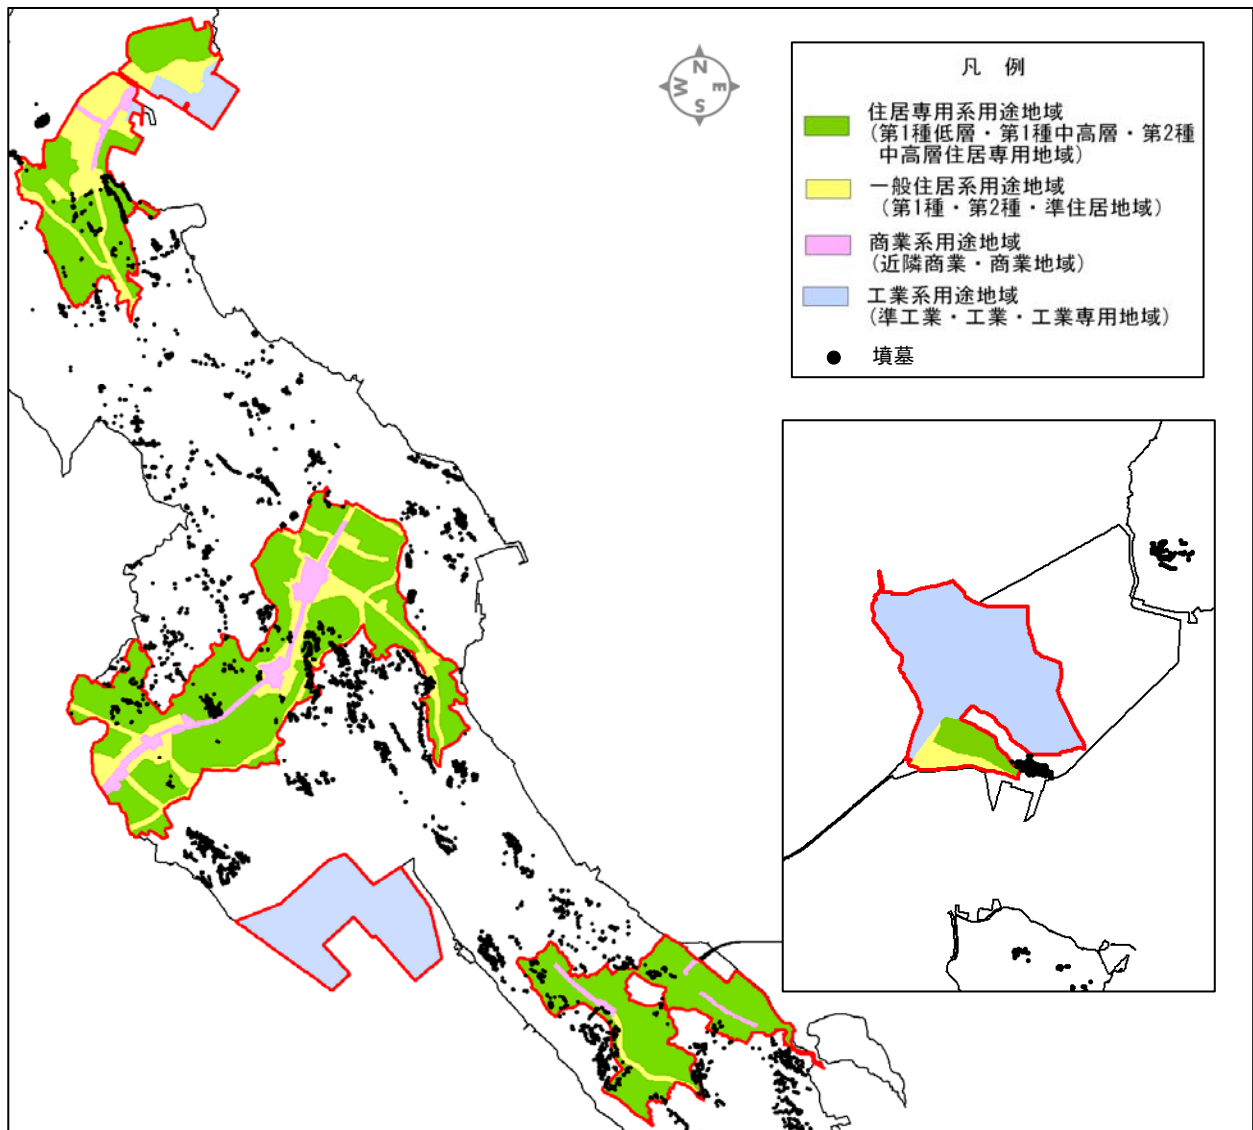 N
W
E
S
凡 例
住居専用系用途地域
(第1種低層・第1種中高層・第2種
中高層住居専用地域)
一般住居系用途地域
(第1種・第2種・準住居地域)
商業系用途地域
(近隣商業・商業地域)
工業系用途地域
(準工業・工業・工業専用地域)
墳墓